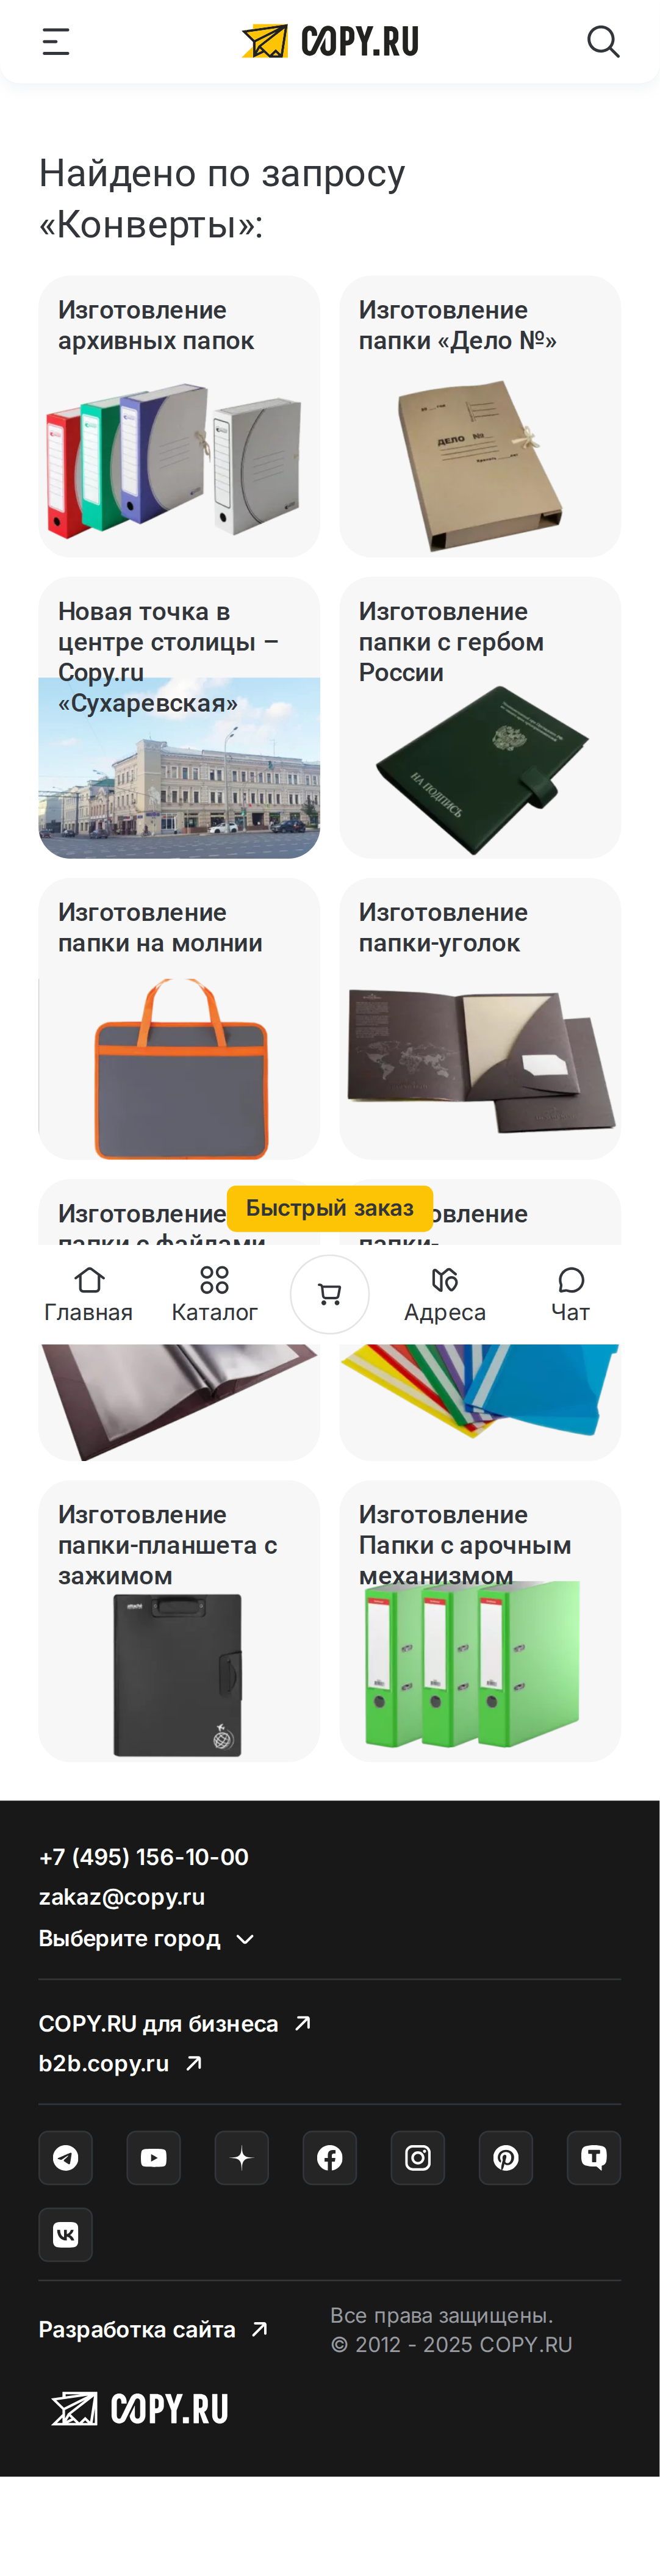 COPY.RU
Найдено по запросу
«Конверты»:
Изготовление
архивных папок
Изготовление
папки «Дело №»
ДЕЛО №
Новая точка в
центре столицы –
Copy.ru
«Сухаревская»
Изготовление
папки с гербом
России
НА ПОДПИСЬ
Изготовление
папки на молнии
Изготовление
папки-уголок
Изготовление
папки с файлами
овление
папки-
Быстрый заказ
Главная
Каталог
Адреса
Чат
Изготовление
папки-планшета с
зажимом
Изготовление
Папки с арочным
механизмом
+7 (495) 156-10-00
zakaz@copy.ru
Выберите город
COPY.RU для бизнеса
b2b.copy.ru
Разработка сайта
Все права защищены.
© 2012 - 2025 COPY.RU
COPY.RU